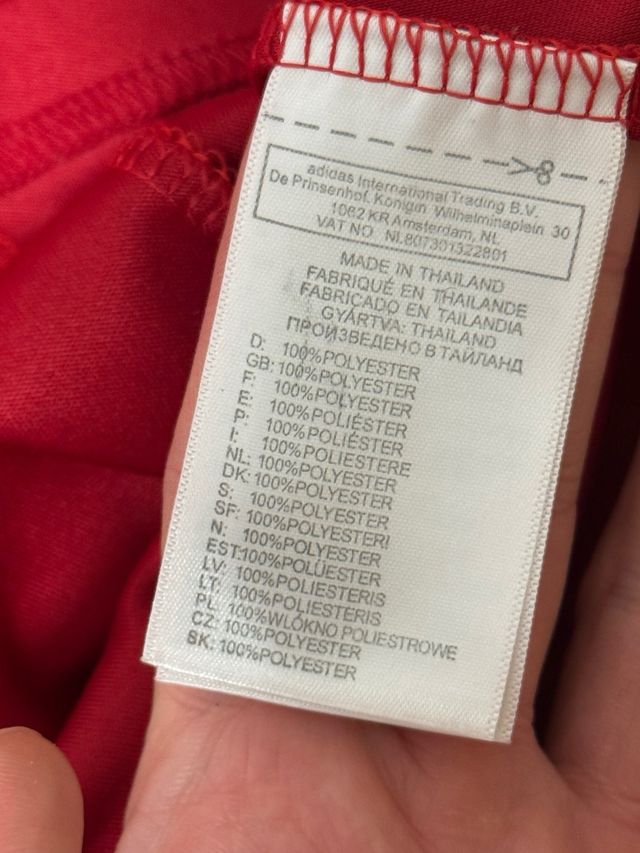 adidas International Trading B.V.
De Prinsenhof, Konigin Wilhelminaplein 30
1062 KR Amsterdam, NL
VAT NO NL807301322B01
MADE IN THAILAND
FABRIQUÉ EN THAILANDE
FABRICADO EN TAILANDIA
GYÁRTVA: THAILAND
ПРОИЗВЕДЕНО В ТАЙЛАНД
D: 100%POLYESTER
GB: 100%POLYESTER
F: 100%POLYESTER
E: 100%POLIÉSTER
P: 100%POLIÉSTER
I: 100%POLIESTERE
NL: 100%POLYESTER
DK: 100%POLYESTER
S: 100%POLYESTER
SF: 100%POLYESTERI
N: 100%POLYESTER
EST:100%POLÜESTER
LV: 100%POLIESTERIS
LT: 100%POLIESTERIS
PL: 100%WLÓKNO POLIESTROWE
CZ: 100%POLYESTER
SK: 100%POLYESTER